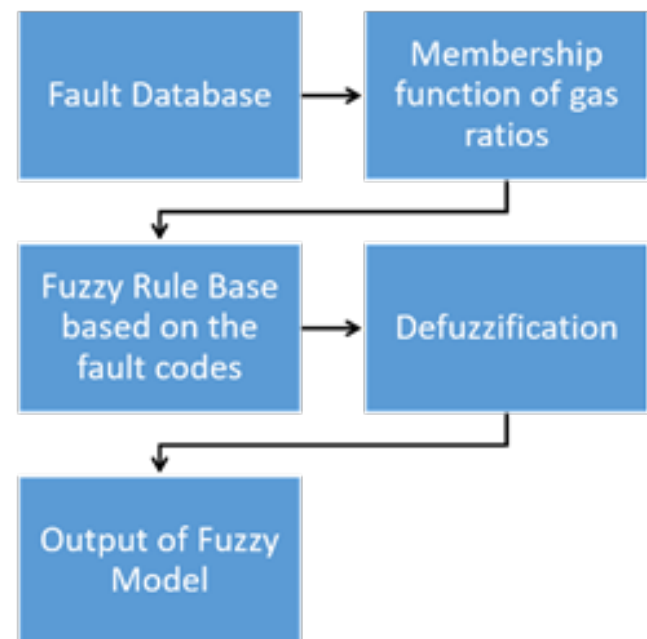 Fault Database
Membership
function of gas
ratios
Fuzzy Rule Base
based on the
fault codes
Defuzzification
Output of Fuzzy
Model